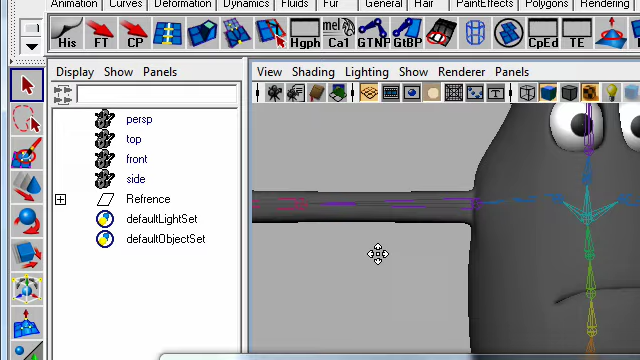 Animation Curves Deformation Dynamics Fluids Fur General Hair PaintEffects Polygons Rendering
His FT CP Hgph mel Ca1 GTNP GtBP CpEd TE
Display Show Panels
View Shading Lighting Show Renderer Panels
persp
top
front
side
Refrence
defaultLightSet
defaultObjectSet